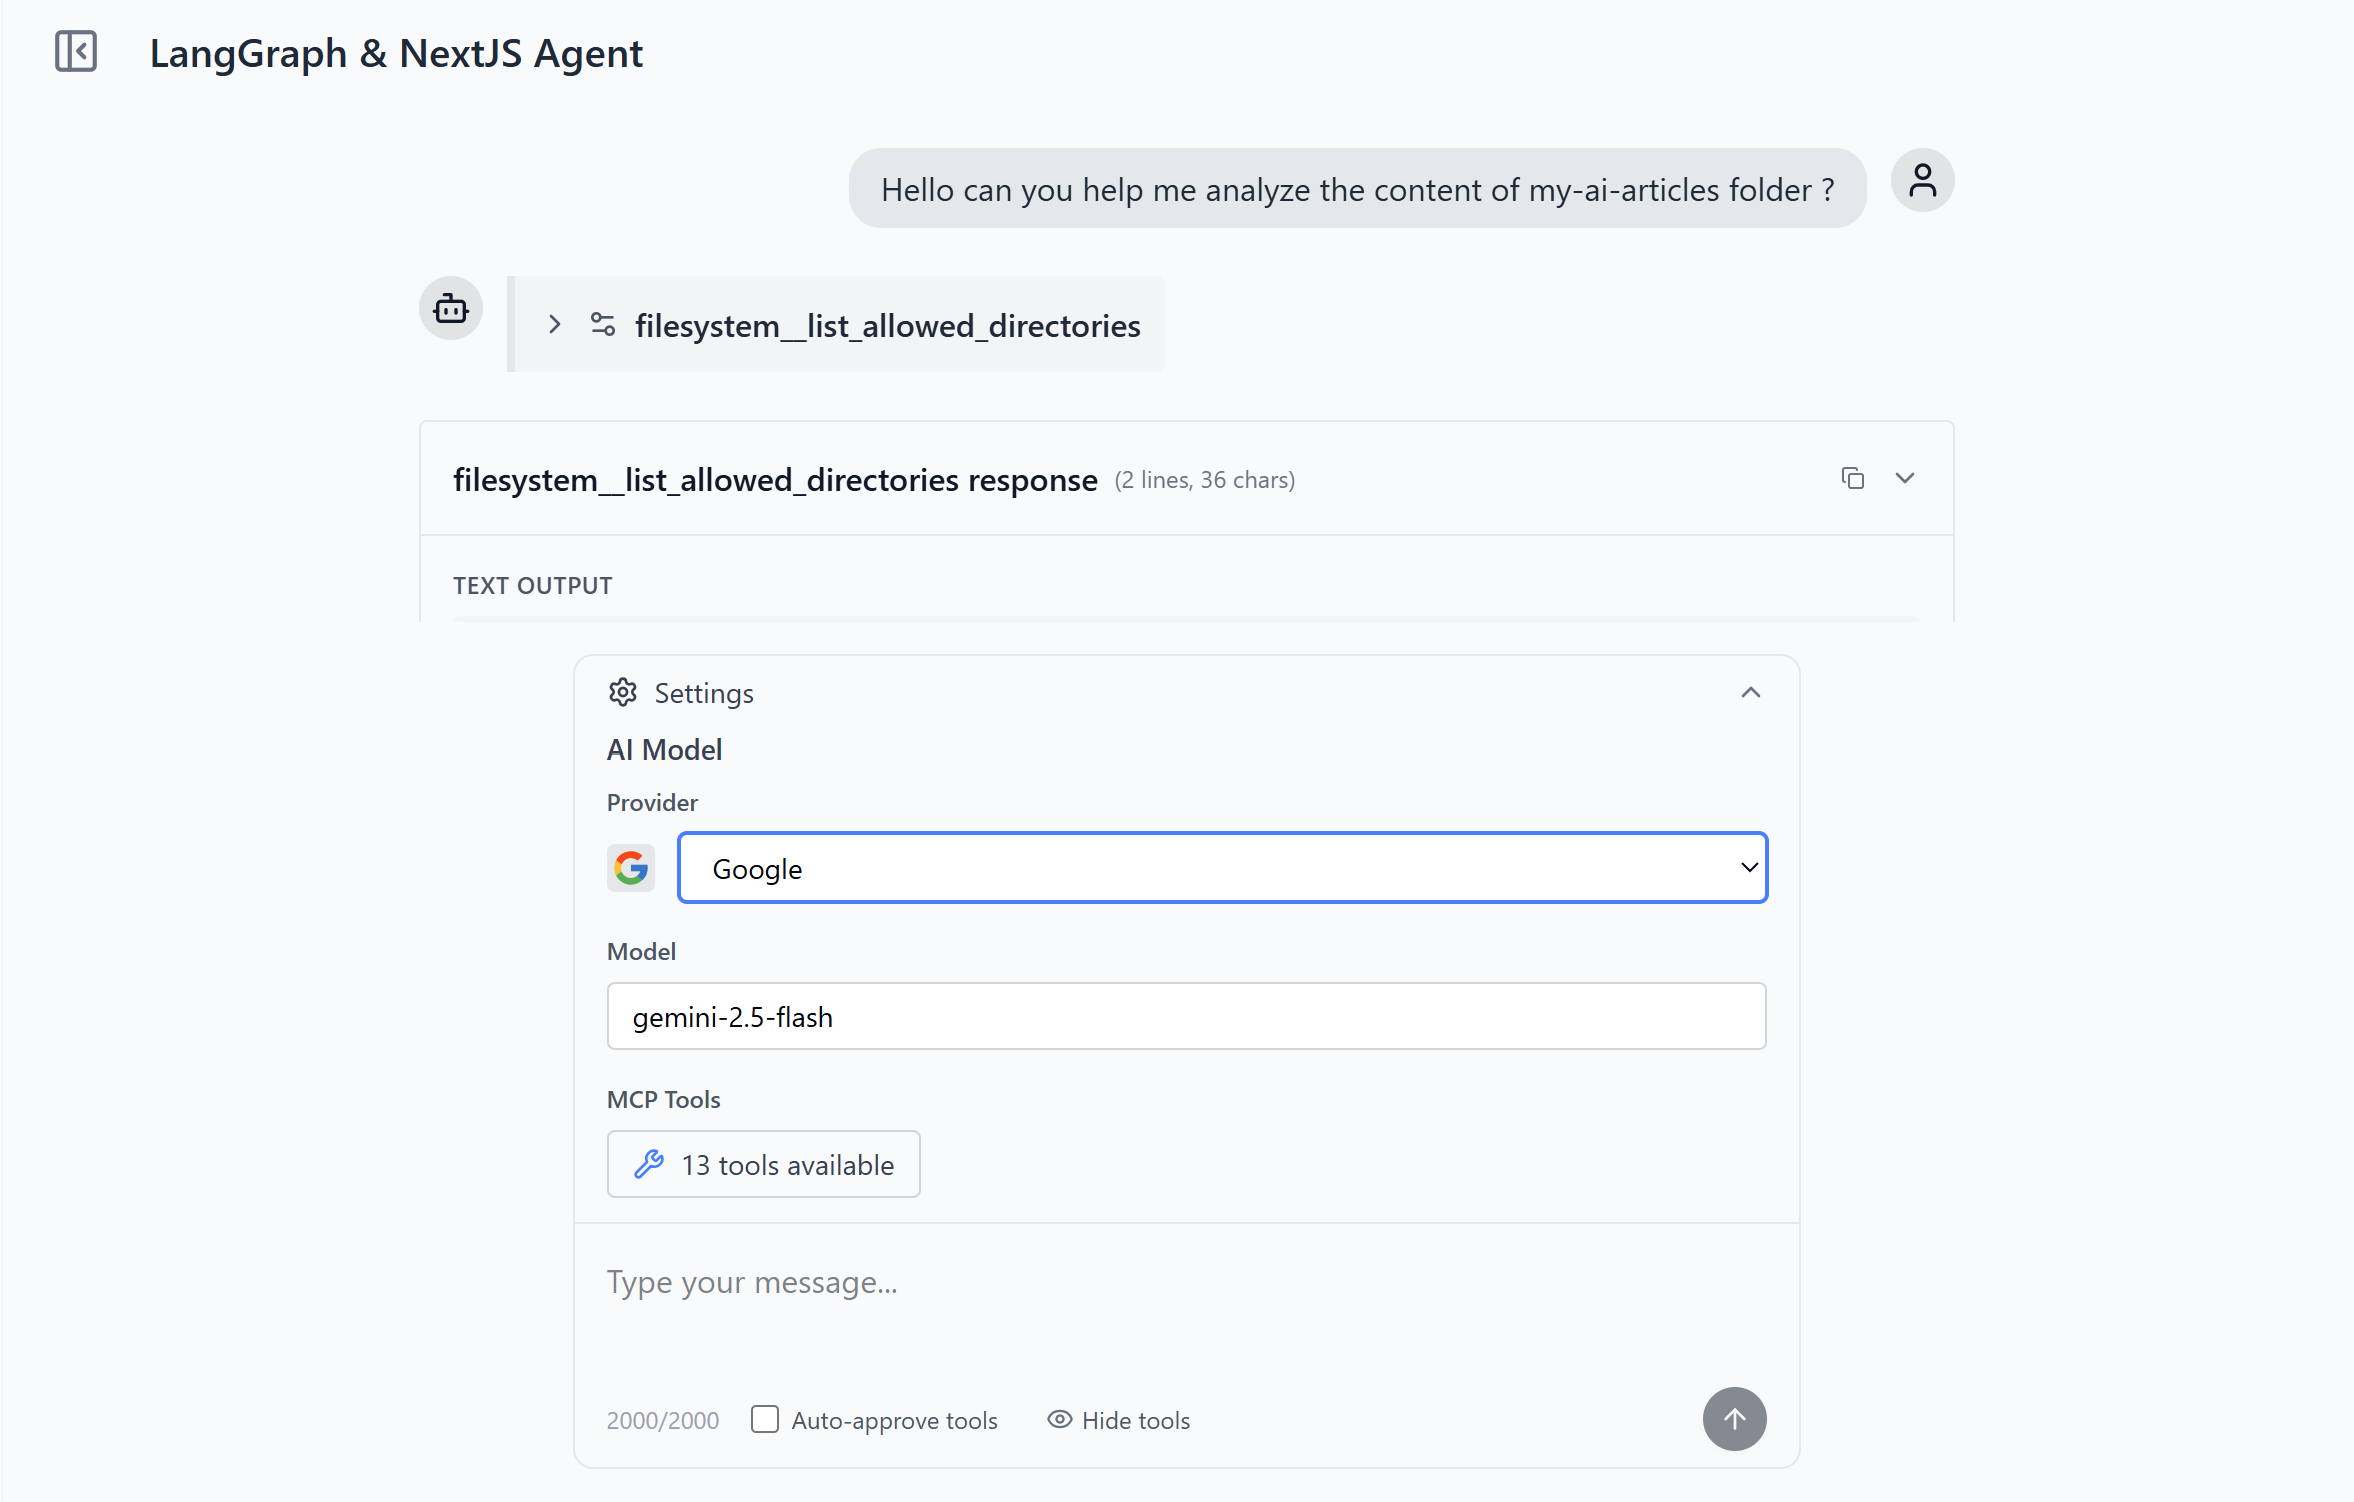 LangGraph & NextJS Agent
Hello can you help me analyze the content of my-ai-articles folder ?
filesystem__list_allowed_directories
filesystem__list_allowed_directories response (2 lines, 36 chars)
TEXT OUTPUT
Settings
AI Model
Provider
Google
Model
gemini-2.5-flash
MCP Tools
13 tools available
Type your message...
2000/2000 Auto-approve tools Hide tools